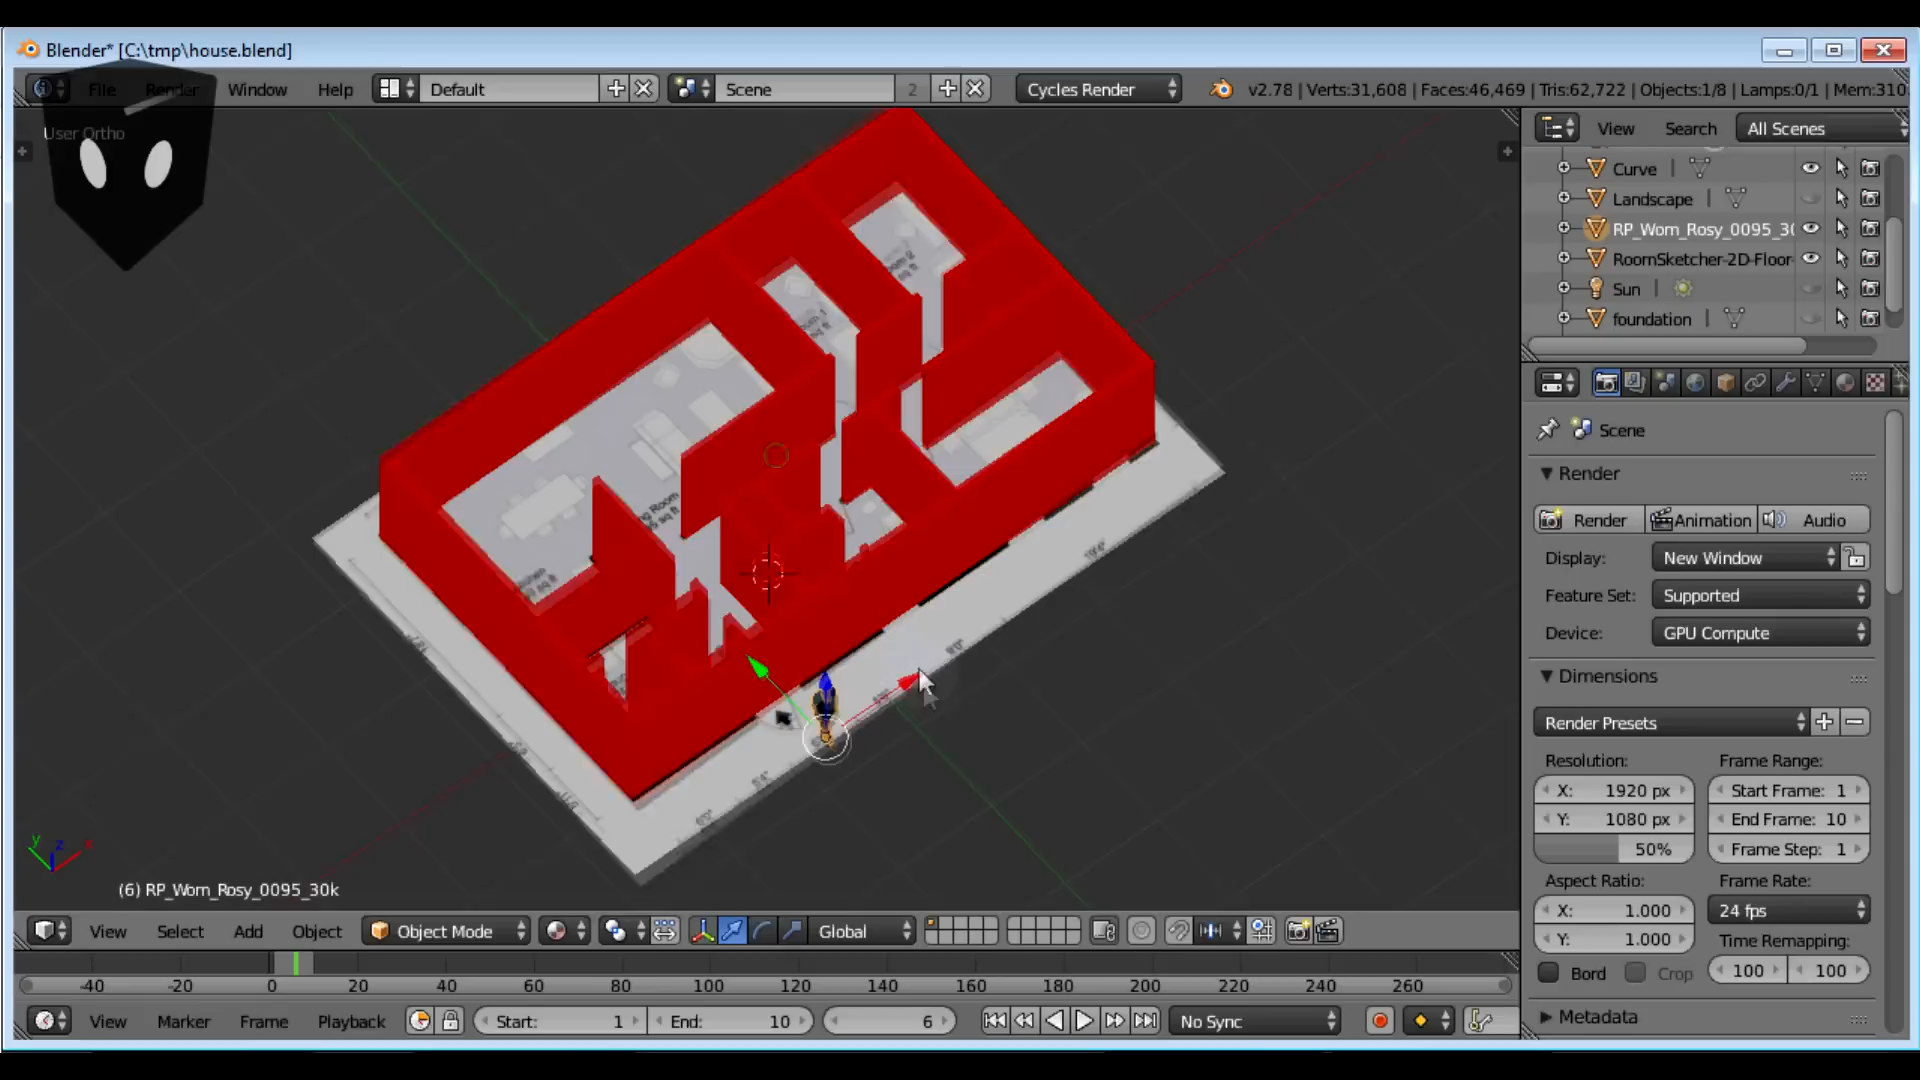 Blender* [C:\tmp\house.blend]
File Render Window Help Default Scene 2 Cycles Render v2.78 | Verts:31,608 | Faces:46,469 | Tris:62,722 | Objects:1/8 | Lamps:0/1 | Mem:310
User Ortho
View Search All Scenes
Curve
Landscape
RP_Wom_Rosy_0095_3
RoomSketcher-2D-Floor-
Sun
foundation
Scene
Render
Render Animation Audio
Display: New Window
Feature Set: Supported
Device: GPU Compute
Dimensions
Render Presets
Resolution: Frame Range:
X: 1920 px Start Frame: 1
Y: 1080 px End Frame: 10
50% Frame Step: 1
Aspect Ratio: Frame Rate:
X: 1.000 24 fps
Y: 1.000 Time Remapping:
Bord Crop 100 100
Metadata
y z x
(6) RP_Wom_Rosy_0095_30k
View Select Add Object Object Mode Global
-40 -20 0 20 40 60 80 100 120 140 160 180 200 220 240 260
View Marker Frame Playback Start: 1 End: 10 6 No Sync